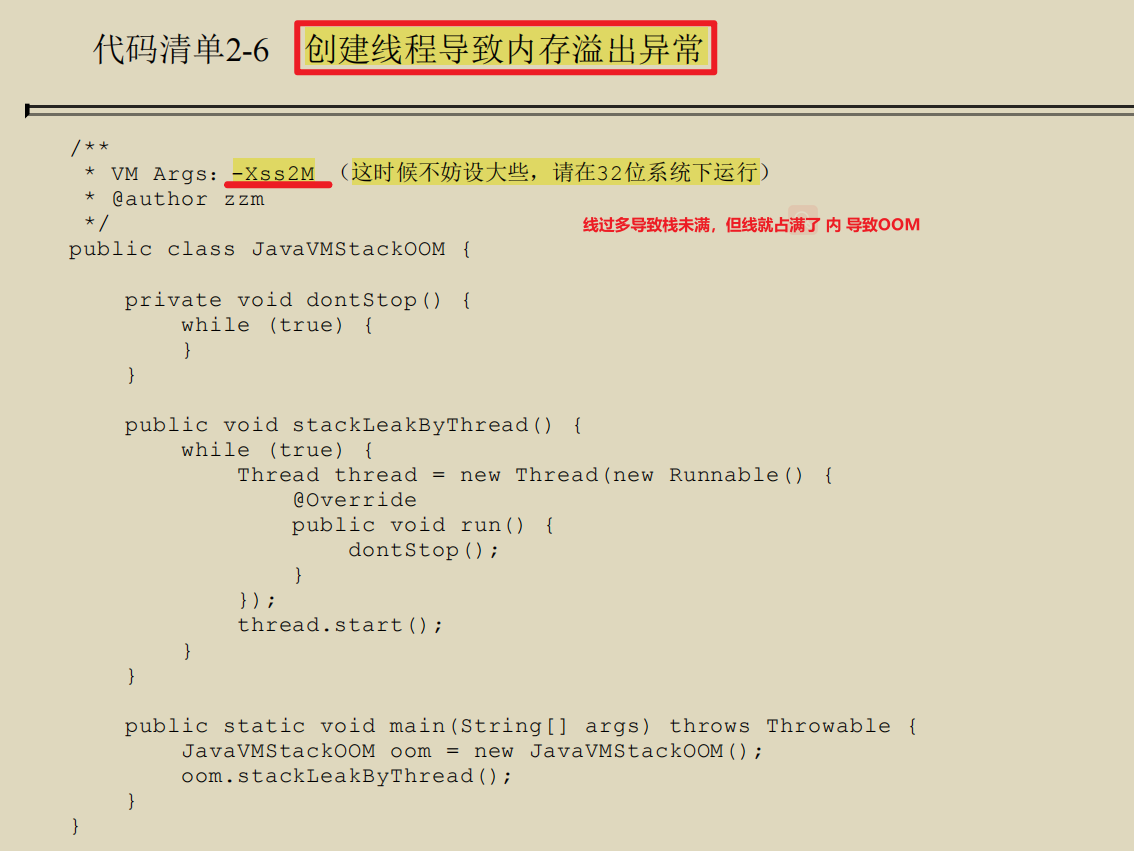 代码清单2-6 创建线程导致内存溢出异常
/**
 * VM Args：-Xss2M （这时候不妨设大些，请在32位系统下运行）
 * @author zzm
 */
线过多导致栈未满，但线就占满了 内 导致OOM
public class JavaVMStackOOM {
    private void dontStop() {
        while (true) {
        }
    }
    public void stackLeakByThread() {
        while (true) {
            Thread thread = new Thread(new Runnable() {
                @Override
                public void run() {
                    dontStop();
                }
            });
            thread.start();
        }
    }
    public static void main(String[] args) throws Throwable {
        JavaVMStackOOM oom = new JavaVMStackOOM();
        oom.stackLeakByThread();
    }
}